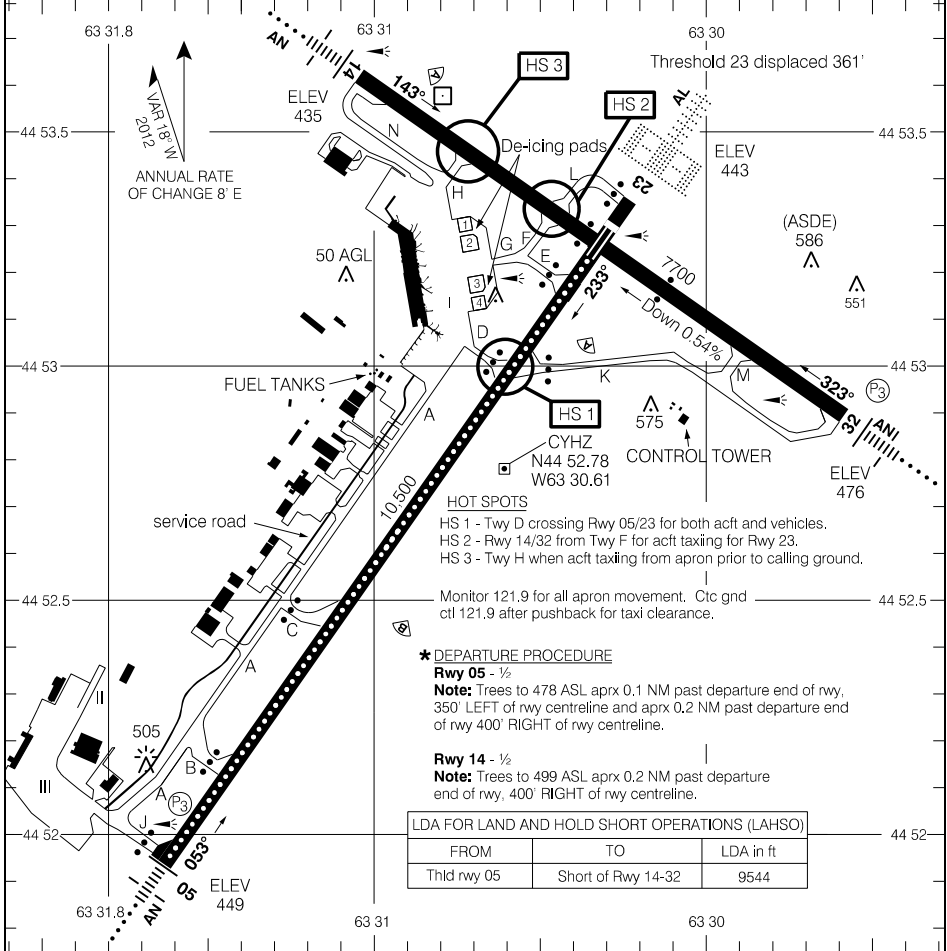 63 31.8
63 31
63 30
Threshold 23 displaced 361'
AN
14
143°
A
HS 3
HS 2
AL
VAR 18° W
2012
ELEV
435
44 53.5
44 53.5
N
De-icing pads
ELEV
443
ANNUAL RATE
OF CHANGE 8' E
H
L
23
1
2
G
F
E
(ASDE)
586
50 AGL
3
4
233°
7700
551
I
Down 0.54%
D
A
44 53
44 53
FUEL TANKS
A
K
M
323°
P3
HS 1
575
32
AN
CYHZ
N44 52.78
W63 30.61
CONTROL TOWER
ELEV
476
10,500
service road
HOT SPOTS
HS 1 - Twy D crossing Rwy 05/23 for both acft and vehicles.
HS 2 - Rwy 14/32 from Twy F for acft taxiing for Rwy 23.
HS 3 - Twy H when acft taxiing from apron prior to calling ground.
Monitor 121.9 for all apron movement. Ctc gnd
ctl 121.9 after pushback for taxi clearance.
44 52.5
44 52.5
C
B
A
* DEPARTURE PROCEDURE
Rwy 05 - ½
Note: Trees to 478 ASL aprx 0.1 NM past departure end of rwy,
350' LEFT of rwy centreline and aprx 0.2 NM past departure end
of rwy 400' RIGHT of rwy centreline.
II
505
Rwy 14 - ½
Note: Trees to 499 ASL aprx 0.2 NM past departure
end of rwy, 400' RIGHT of rwy centreline.
III
B
A
P3
J
44 52
44 52
LDA FOR LAND AND HOLD SHORT OPERATIONS (LAHSO)
FROM TO LDA in ft
Thld rwy 05 Short of Rwy 14-32 9544
053°
05
AN
ELEV
449
63 31.8
63 31
63 30